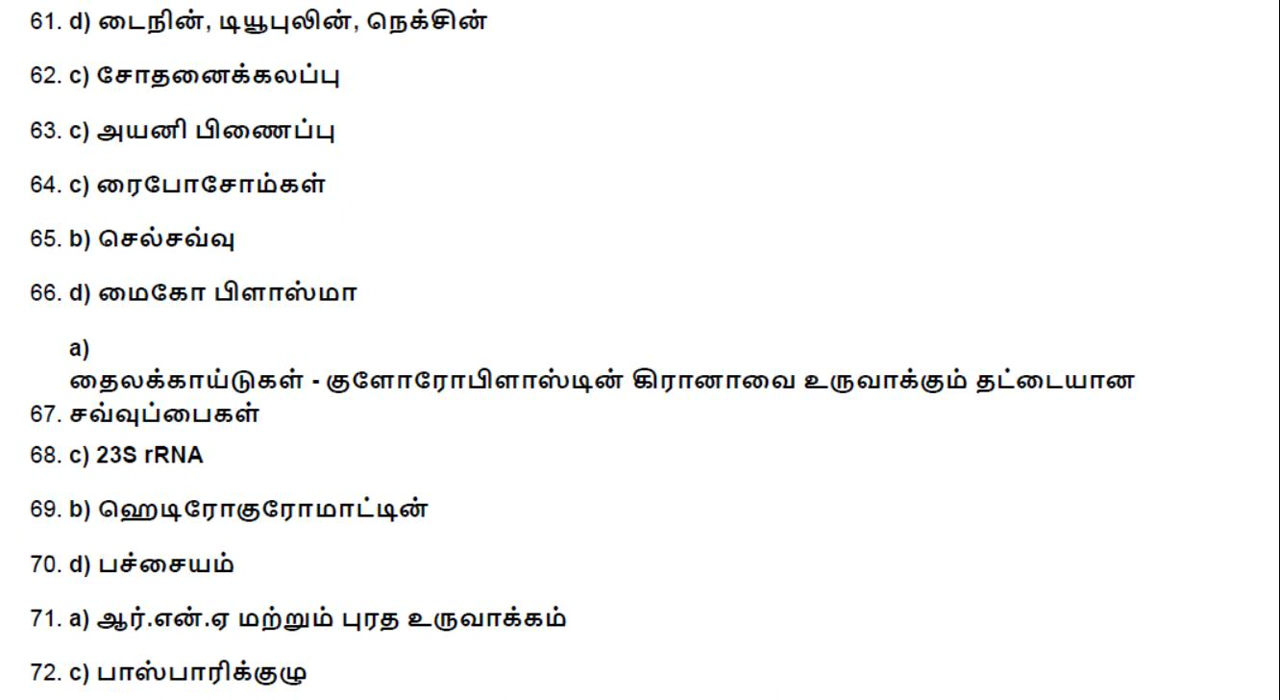 61. d) டைநின், டியூபுலின், நெக்சின்
62. c) சோதனைக்கலப்பு
63. c) அயனி பிணைப்பு
64. c) ரைபோசோம்கள்
65. b) செல்சவ்வு
66. d) மைகோ பிளாஸ்மா
a)
தைலக்காய்டுகள் - குளோரோபிளாஸ்டின் கிரானாவை உருவாக்கும் தட்டையான
67. சவ்வுப்பைகள்
68. c) 23S rRNA
69. b) ஹெடிரோகுரோமாட்டின்
70. d) பச்சையம்
71. a) ஆர்.என்.ஏ மற்றும் புரத உருவாக்கம்
72. c) பாஸ்பாரிக்குழு